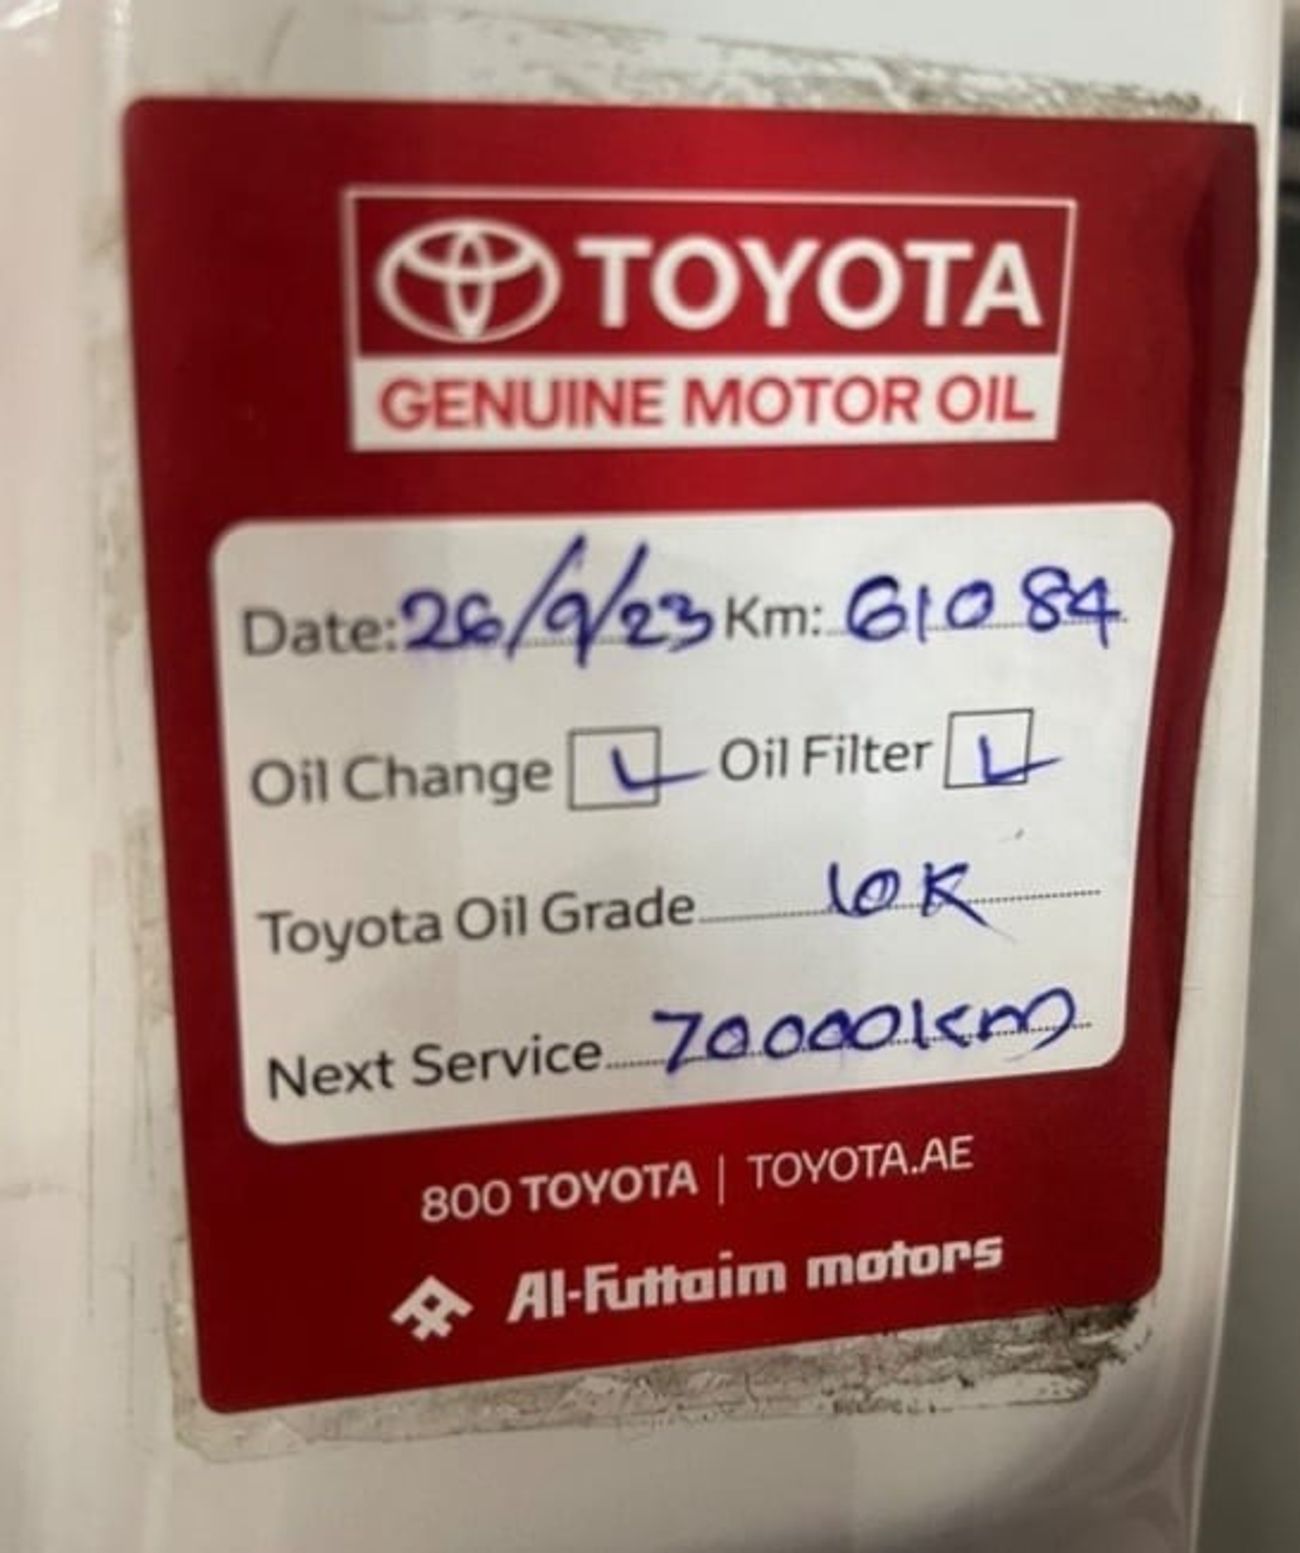 TOYOTA
GENUINE MOTOR OIL
Date: 26/9/23 Km: 61084
Oil Change Oil Filter
Toyota Oil Grade 10K
Next Service 70000km
800 TOYOTA | TOYOTA.AE
Al-Futtaim motors